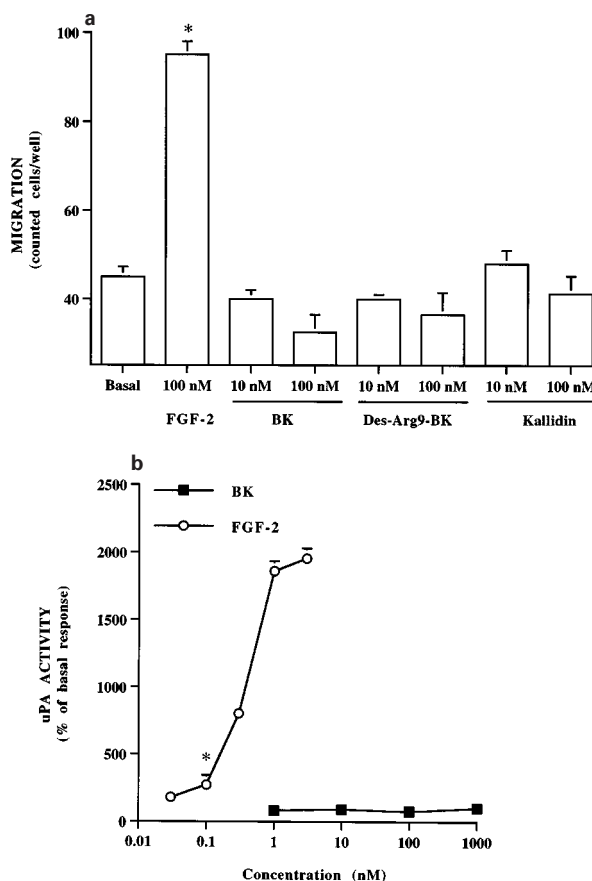 a
*
100
80
60
40
MIGRATION
(counted cells/well)
Basal 100 nM 10 nM 100 nM 10 nM 100 nM 10 nM 100 nM
FGF-2 BK Des-Arg9-BK Kallidin
b
BK
FGF-2
2500
2000
1500
1000
500
0
uPA ACTIVITY
(% of basal response)
*
0.01 0.1 1 10 100 1000
Concentration (nM)